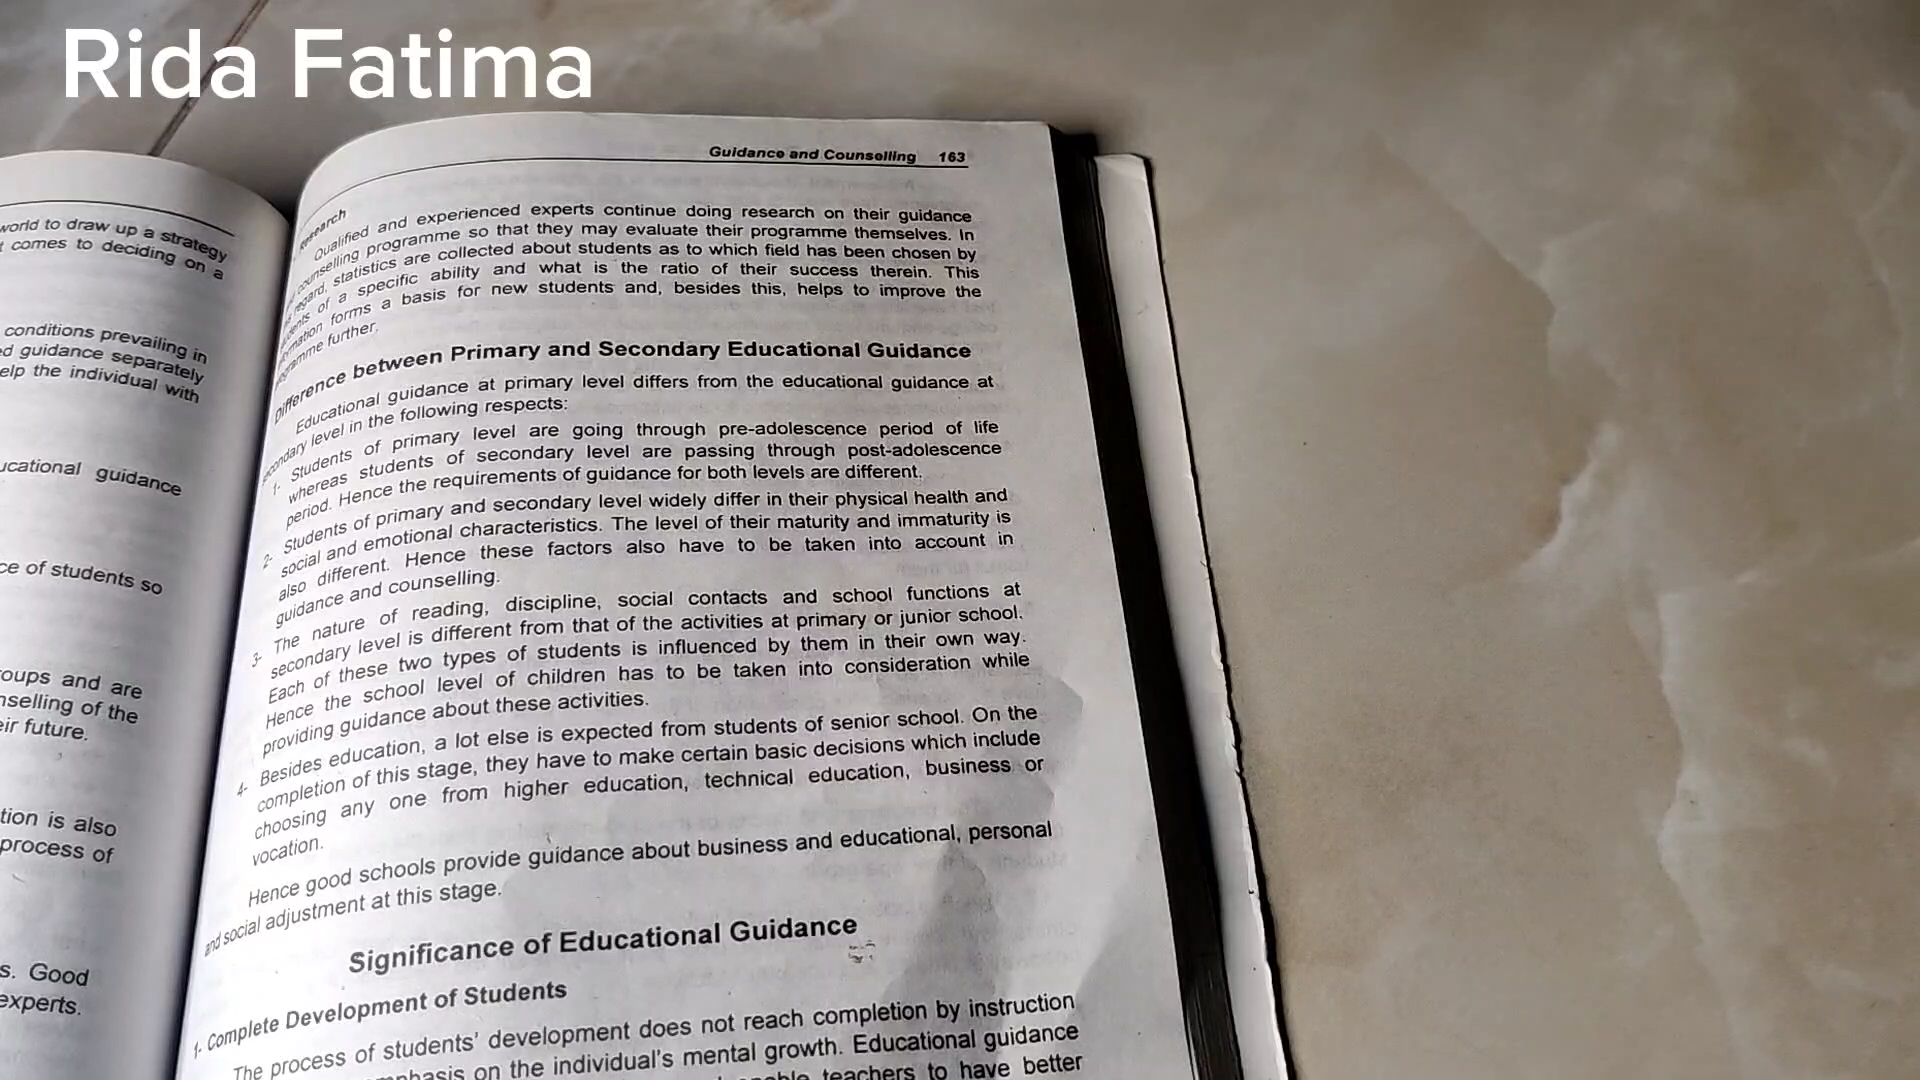 Rida Fatima
world to draw up a strategy
comes to deciding on a
conditions prevailing in
guidance separately
the individual with
guidance
of students so
and are
of the
future.
is also
process of
Good
experts.
Guidance and Counselling 163
Research
Qualified and experienced experts continue doing research on their guidance
counselling programme so that they may evaluate their programme themselves. In
regard, statistics are collected about students as to which field has been chosen by
of a specific ability and what is the ratio of their success therein. This
forms a basis for new students and, besides this, helps to improve the
further.
Difference between Primary and Secondary Educational Guidance
Educational guidance at primary level differs from the educational guidance at
level in the following respects:
1- Students of primary level are going through pre-adolescence period of life
whereas students of secondary level are passing through post-adolescence
period. Hence the requirements of guidance for both levels are different.
2- Students of primary and secondary level widely differ in their physical health and
social and emotional characteristics. The level of their maturity and immaturity is
also different. Hence these factors also have to be taken into account in
guidance and counselling.
3- The nature of reading, discipline, social contacts and school functions at
secondary level is different from that of the activities at primary or junior school.
Each of these two types of students is influenced by them in their own way.
Hence the school level of children has to be taken into consideration while
providing guidance about these activities.
4- Besides education, a lot else is expected from students of senior school. On the
completion of this stage, they have to make certain basic decisions which include
choosing any one from higher education, technical education, business or
vocation.
Hence good schools provide guidance about business and educational, personal
and social adjustment at this stage.
Significance of Educational Guidance
1- Complete Development of Students
The process of students' development does not reach completion by instruction
on the individual's mental growth. Educational guidance
teachers to have better